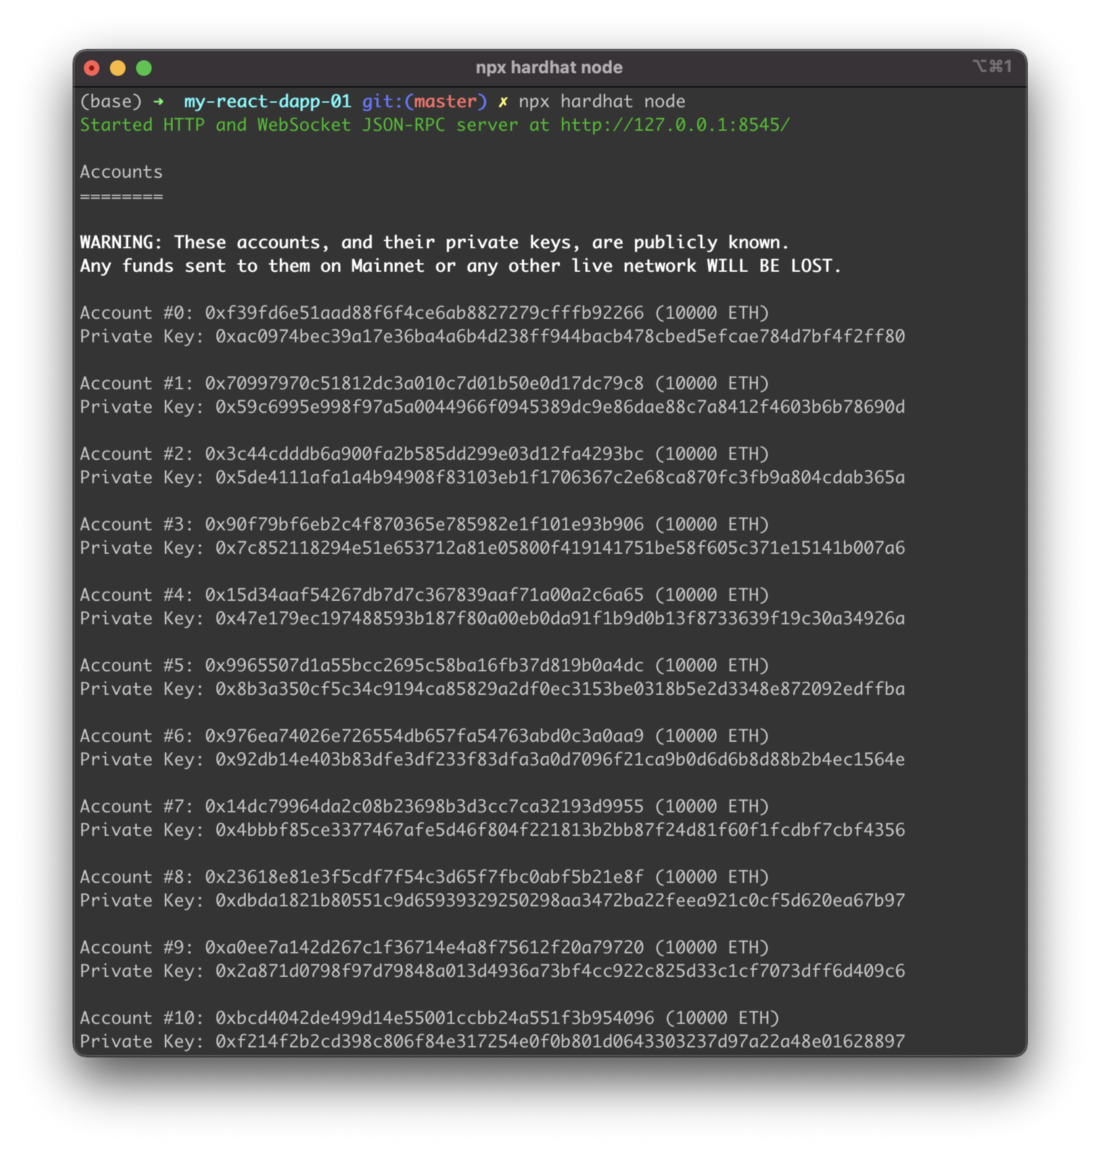 npx hardhat node
⌥⌘1
(base) ➜ my-react-dapp-01 git:(master) ✗ npx hardhat node
Started HTTP and WebSocket JSON-RPC server at http://127.0.0.1:8545/
Accounts
========
WARNING: These accounts, and their private keys, are publicly known.
Any funds sent to them on Mainnet or any other live network WILL BE LOST.
Account #0: 0xf39fd6e51aad88f6f4ce6ab8827279cfffb92266 (10000 ETH)
Private Key: 0xac0974bec39a17e36ba4a6b4d238ff944bacb478cbed5efcae784d7bf4f2ff80
Account #1: 0x70997970c51812dc3a010c7d01b50e0d17dc79c8 (10000 ETH)
Private Key: 0x59c6995e998f97a5a0044966f0945389dc9e86dae88c7a8412f4603b6b78690d
Account #2: 0x3c44cdddb6a900fa2b585dd299e03d12fa4293bc (10000 ETH)
Private Key: 0x5de4111afa1a4b94908f83103eb1f1706367c2e68ca870fc3fb9a804cdab365a
Account #3: 0x90f79bf6eb2c4f870365e785982e1f101e93b906 (10000 ETH)
Private Key: 0x7c852118294e51e653712a81e05800f419141751be58f605c371e15141b007a6
Account #4: 0x15d34aaf54267db7d7c367839aaf71a00a2c6a65 (10000 ETH)
Private Key: 0x47e179ec197488593b187f80a00eb0da91f1b9d0b13f8733639f19c30a34926a
Account #5: 0x9965507d1a55bcc2695c58ba16fb37d819b0a4dc (10000 ETH)
Private Key: 0x8b3a350cf5c34c9194ca85829a2df0ec3153be0318b5e2d3348e872092edffba
Account #6: 0x976ea74026e726554db657fa54763abd0c3a0aa9 (10000 ETH)
Private Key: 0x92db14e403b83dfe3df233f83dfa3a0d7096f21ca9b0d6d6b8d88b2b4ec1564e
Account #7: 0x14dc79964da2c08b23698b3d3cc7ca32193d9955 (10000 ETH)
Private Key: 0x4bbbf85ce3377467afe5d46f804f221813b2bb87f24d81f60f1fcdbf7cbf4356
Account #8: 0x23618e81e3f5cdf7f54c3d65f7fbc0abf5b21e8f (10000 ETH)
Private Key: 0xdbda1821b80551c9d65939329250298aa3472ba22feea921c0cf5d620ea67b97
Account #9: 0xa0ee7a142d267c1f36714e4a8f75612f20a79720 (10000 ETH)
Private Key: 0x2a871d0798f97d79848a013d4936a73bf4cc922c825d33c1cf7073dff6d409c6
Account #10: 0xbcd4042de499d14e55001ccbb24a551f3b954096 (10000 ETH)
Private Key: 0xf214f2b2cd398c806f84e317254e0f0b801d0643303237d97a22a48e01628897